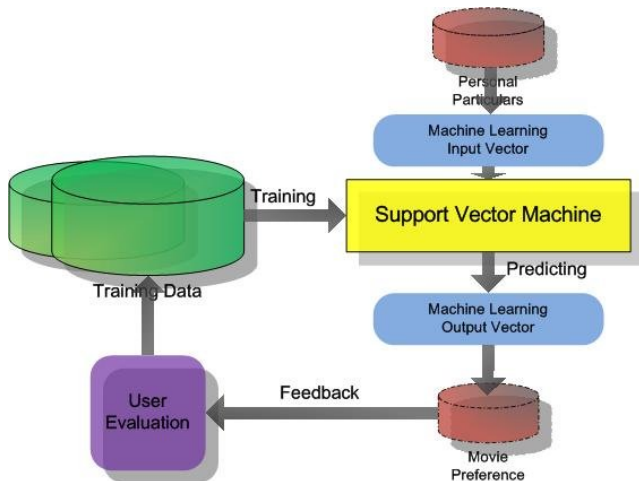 Personal
Particulars
Machine Learning
Input Vector
Training
Support Vector Machine
Predicting
Training Data
Machine Learning
Output Vector
User
Evaluation
Feedback
Movie
Preference